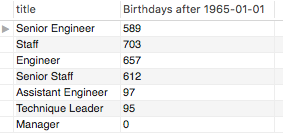 title Birthdays after 1965-01-01
Senior Engineer 589
Staff 703
Engineer 657
Senior Staff 612
Assistant Engineer 97
Technique Leader 95
Manager 0